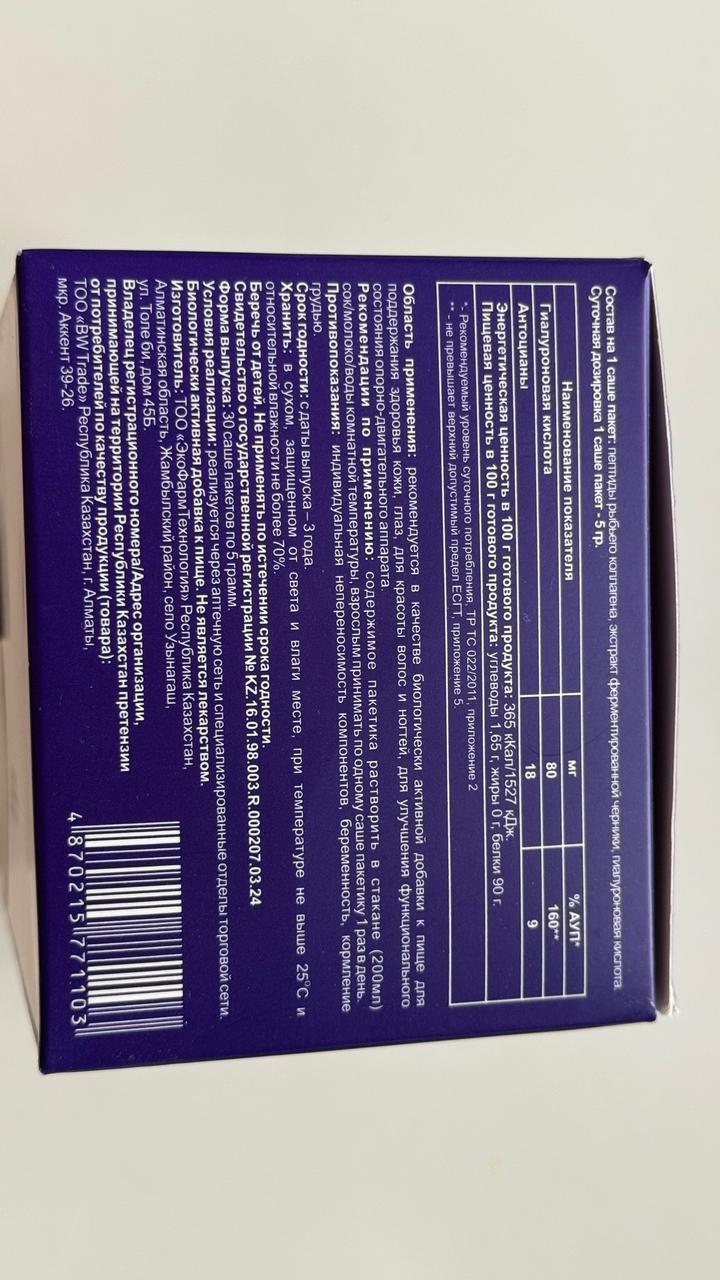 Состав на 1 саше пакет: пептиды рыбьего коллагена, экстракт ферментированной черники, гиалуроновая кислота.
Суточная дозировка 1 саше пакет - 5 гр.
Наименование показателя мг % АУП*
Гиалуроновая кислота 80 160**
Антоцианы 18 9
Энергетическая ценность в 100 г готового продукта: 365 кКал/1527 кДж.
Пищевая ценность в 100 г готового продукта: углеводы 1,65 г, жиры 0 г, белки 90 г.
*- Рекомендуемый уровень суточного потребления, ТР ТС 022/2011, приложение 2
** - не превышает верхний допустимый предел ЕСГТ, приложение 5.
Область применения: рекомендуется в качестве биологически активной добавки к пище для
поддержания здоровья кожи, глаз, для красоты волос и ногтей, для улучшения функционального
состояния опорно-двигательного аппарата.
Рекомендации по применению: содержимое пакетика растворить в стакане (200мл)
сок/молоко/воды комнатной температуры, взрослым принимать по одному саше пакетику 1 раз в день.
Противопоказания: индивидуальная непереносимость компонентов, беременность, кормление
грудью.
Срок годности: с даты выпуска – 3 года.
Хранить: в сухом, защищенном от света и влаги месте, при температуре не выше 25°С и
относительной влажности не более 70%.
Беречь от детей. Не применять по истечении срока годности.
Свидетельство о государственной регистрации № KZ.16.01.98.003.R.000207.03.24
Форма выпуска: 30 саше пакетов по 5 грамм.
Условия реализации: реализуется через аптечную сеть и специализированные отделы торговой сети.
Биологически активная добавка к пище. Не является лекарством.
Изготовитель: ТОО «ЭкоФармТехнология» Республика Казахстан,
Алматинская область, Жамбылский район, село Узынагаш,
ул. Толе би, дом 45Б.
Владелец регистрационного номера/Адрес организации,
принимающей на территории Республики Казахстан претензии
от потребителей по качеству продукции (товара):
ТОО «BW Trade» Республика Казахстан, г. Алматы,
мкр. Аккент 39-26.
4 870215 771103